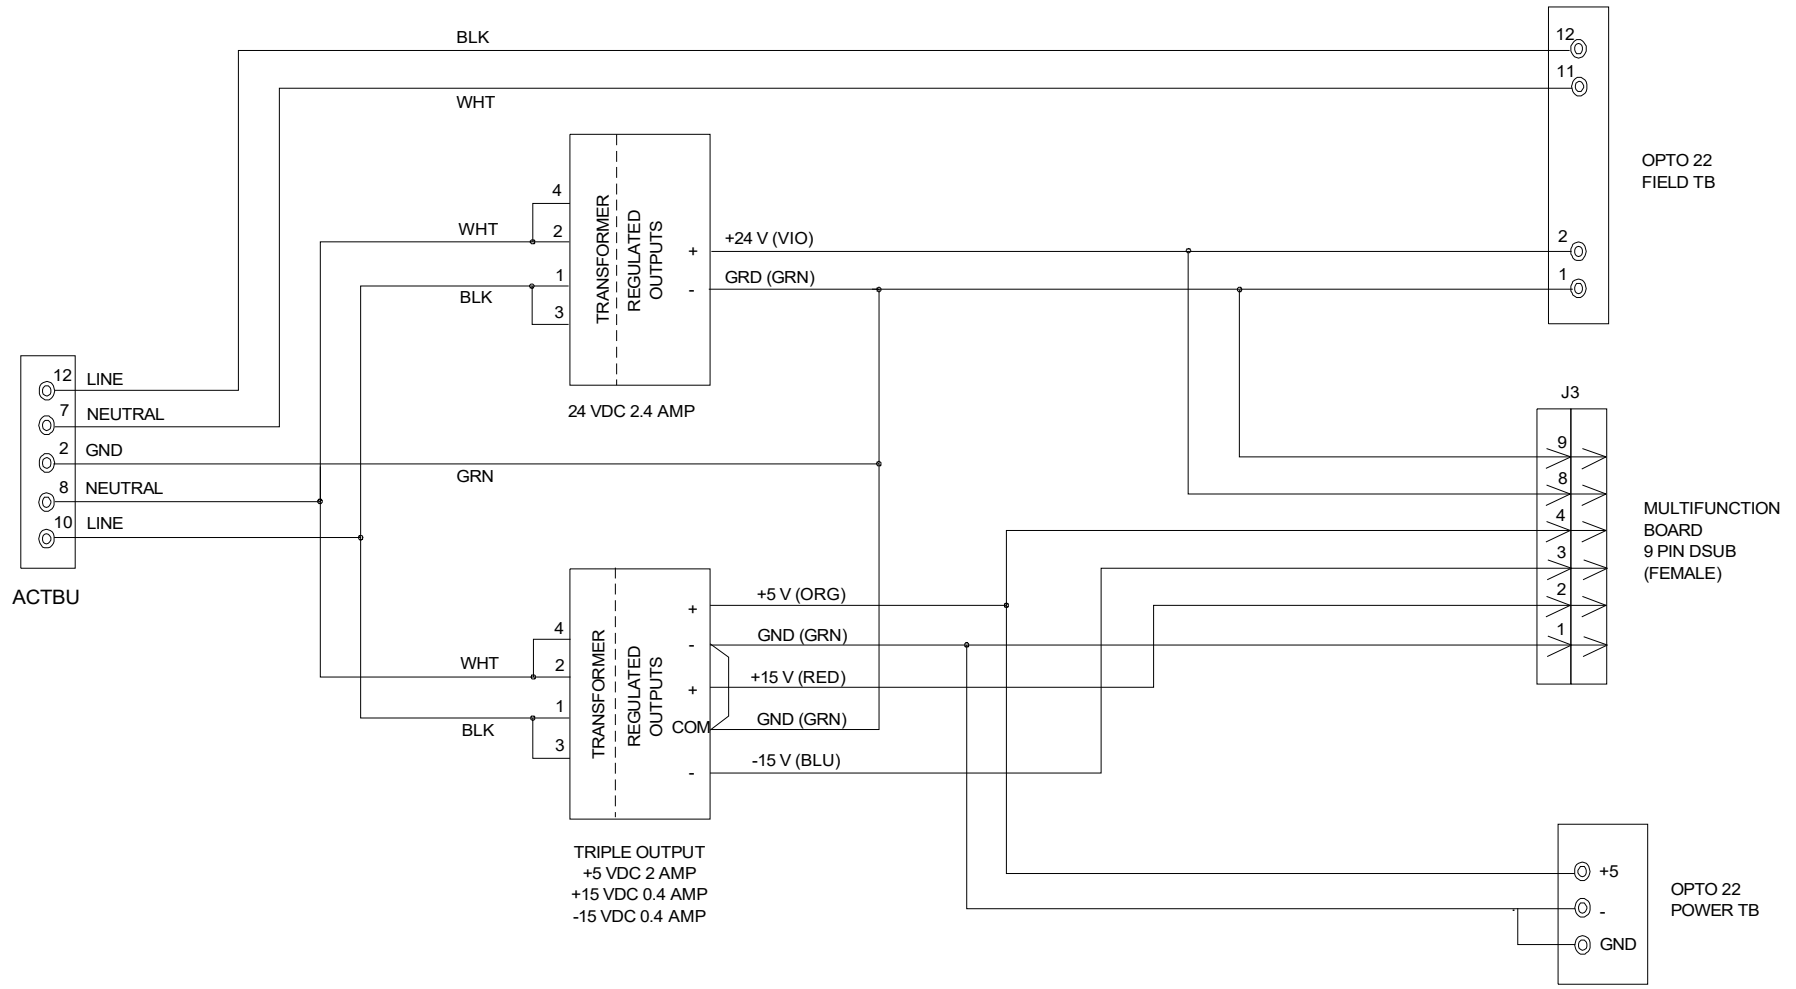 BLK
12
11
WHT
OPTO 22
FIELD TB
4
WHT
2
1
BLK
3
TRANSFORMER
REGULATED
OUTPUTS
+
-
+24 V (VIO)
GRD (GRN)
2
1
24 VDC 2.4 AMP
12
LINE
7
NEUTRAL
2
GND
GRN
8
NEUTRAL
10
LINE
ACTBU
J3
9
8
4
3
2
1
MULTIFUNCTION
BOARD
9 PIN DSUB
(FEMALE)
4
WHT
2
1
BLK
3
TRANSFORMER
REGULATED
OUTPUTS
+
-
+
COM
-
+5 V (ORG)
GND (GRN)
+15 V (RED)
GND (GRN)
-15 V (BLU)
TRIPLE OUTPUT
+5 VDC 2 AMP
+15 VDC 0.4 AMP
-15 VDC 0.4 AMP
+5
-
GND
OPTO 22
POWER TB